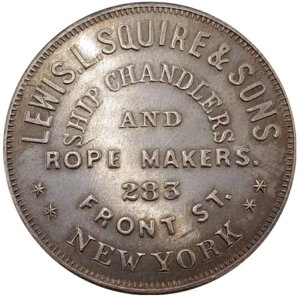 LEWIS. L. SQUIRE & SONS
SHIP CHANDLERS
AND
ROPE MAKERS.
283
FRONT ST.
NEW YORK